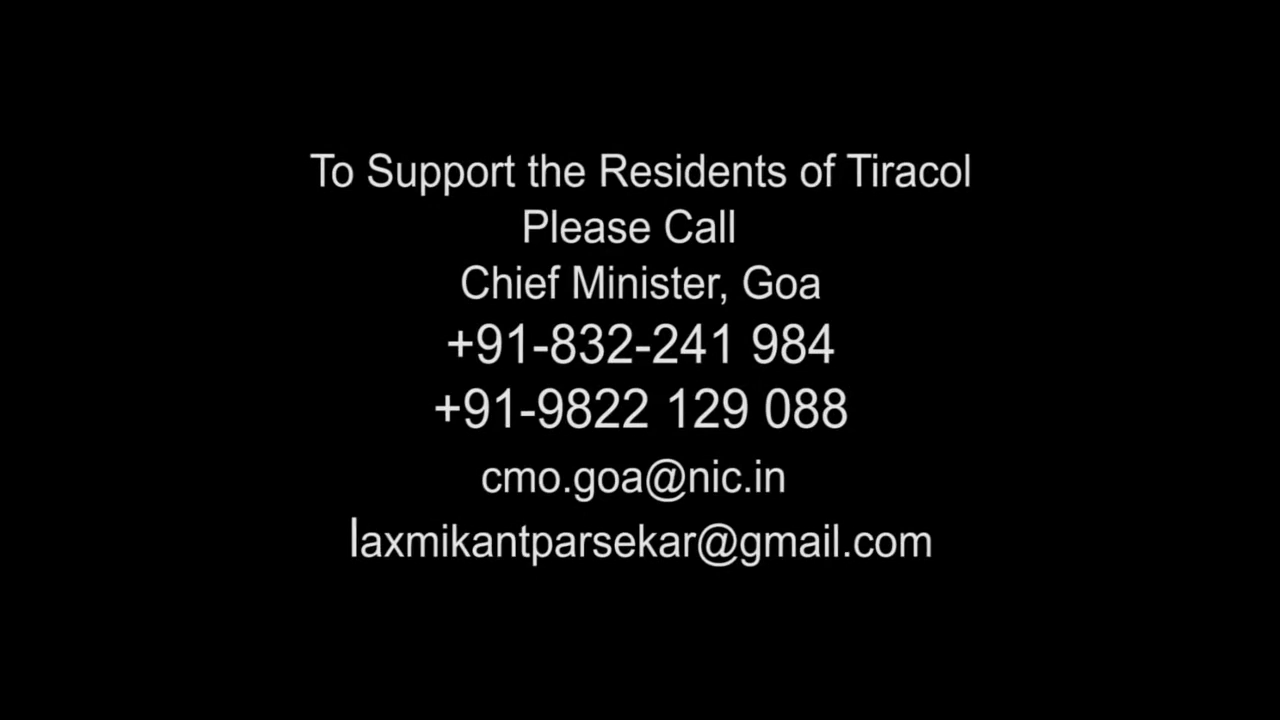 To Support the Residents of Tiracol
Please Call
Chief Minister, Goa
+91-832-241 984
+91-9822 129 088
cmo.goa@nic.in
laxmikantparsekar@gmail.com